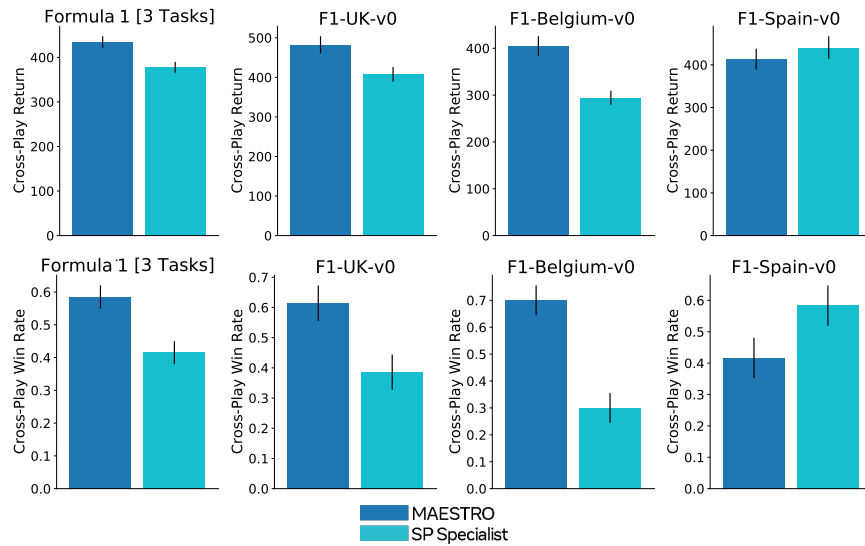 Formula 1 [3 Tasks]
F1-UK-v0
F1-Belgium-v0
F1-Spain-v0
Cross-Play Return
400
300
200
100
0
Cross-Play Return
500
400
300
200
100
0
Cross-Play Return
400
300
200
100
0
Cross-Play Return
400
300
200
100
0
Formula 1 [3 Tasks]
F1-UK-v0
F1-Belgium-v0
F1-Spain-v0
Cross-Play Win Rate
0.6
0.5
0.4
0.3
0.2
0.1
0.0
Cross-Play Win Rate
0.7
0.6
0.5
0.4
0.3
0.2
0.1
0.0
Cross-Play Win Rate
0.7
0.6
0.5
0.4
0.3
0.2
0.1
0.0
Cross-Play Win Rate
0.6
0.5
0.4
0.3
0.2
0.1
0.0
MAESTRO
SP Specialist